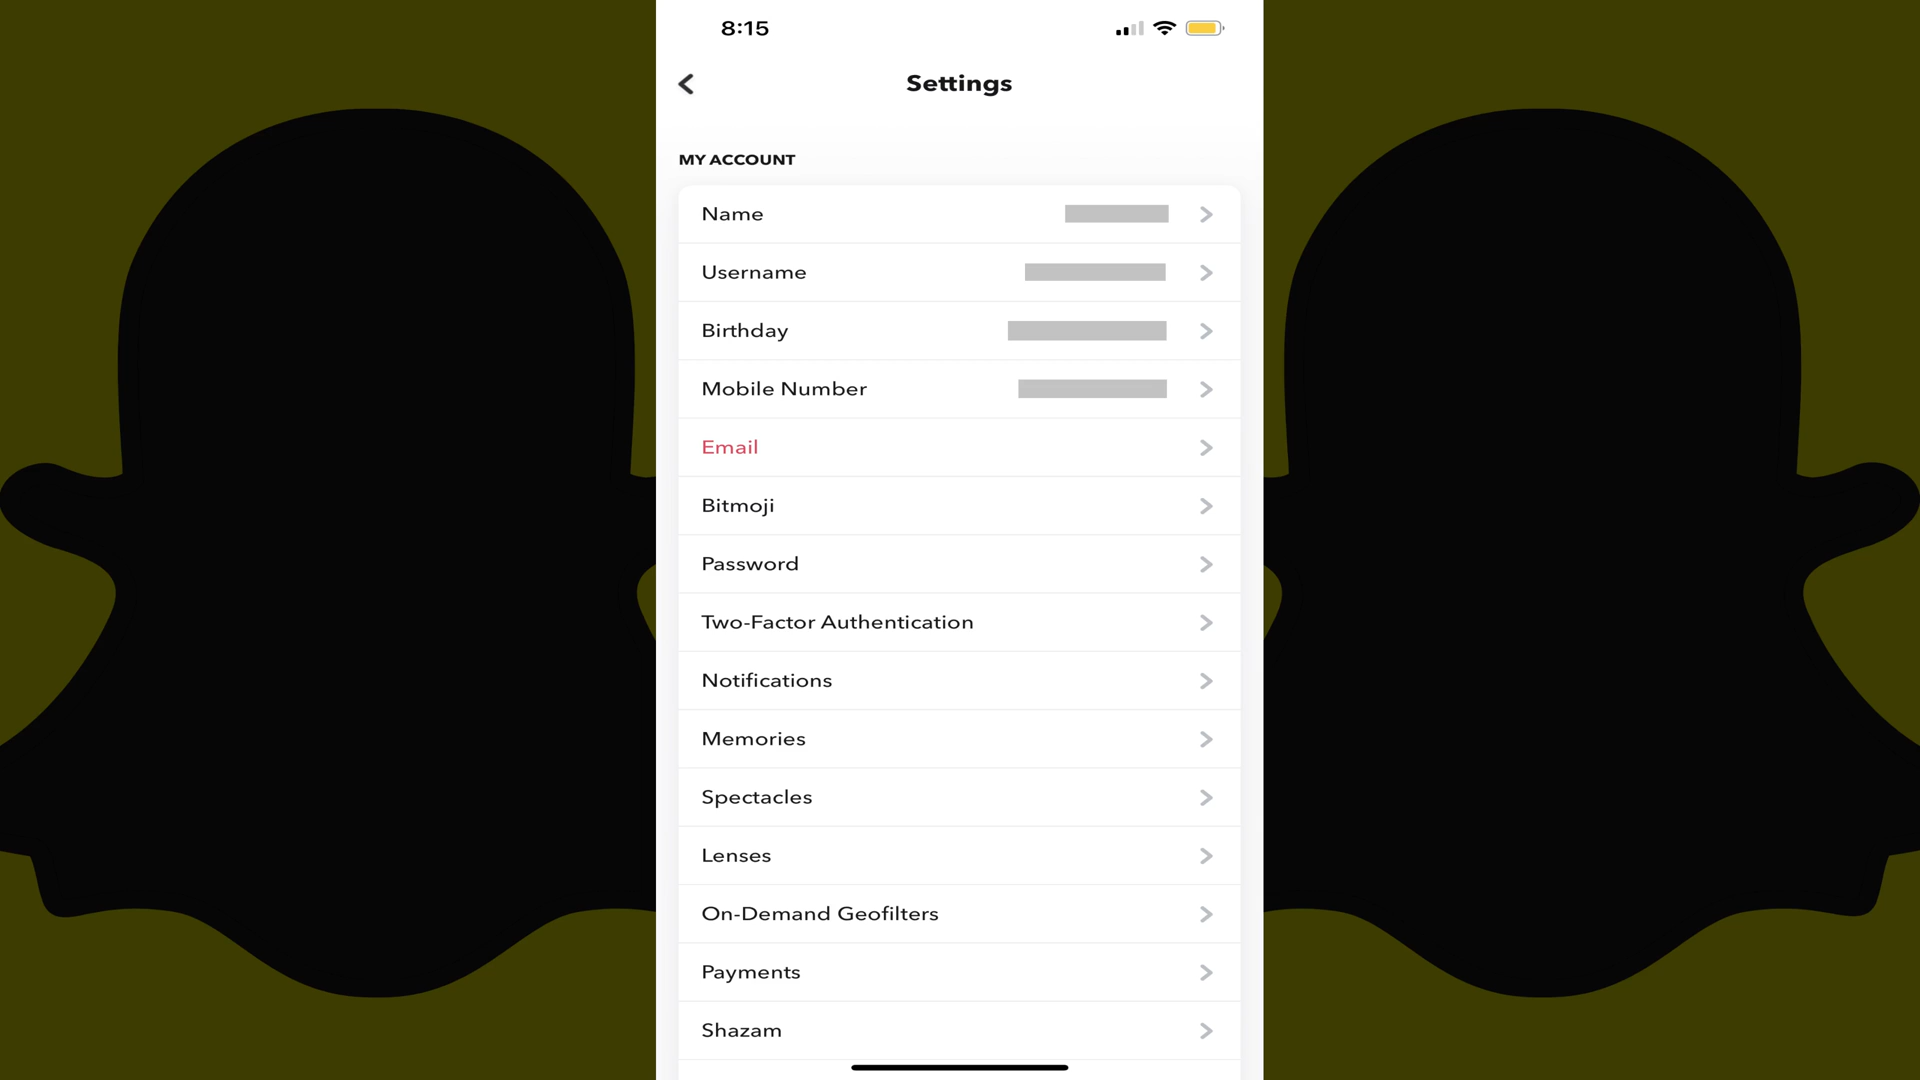 8:15
Settings
MY ACCOUNT
Name
Username
Birthday
Mobile Number
Email
Bitmoji
Password
Two-Factor Authentication
Notifications
Memories
Spectacles
Lenses
On-Demand Geofilters
Payments
Shazam